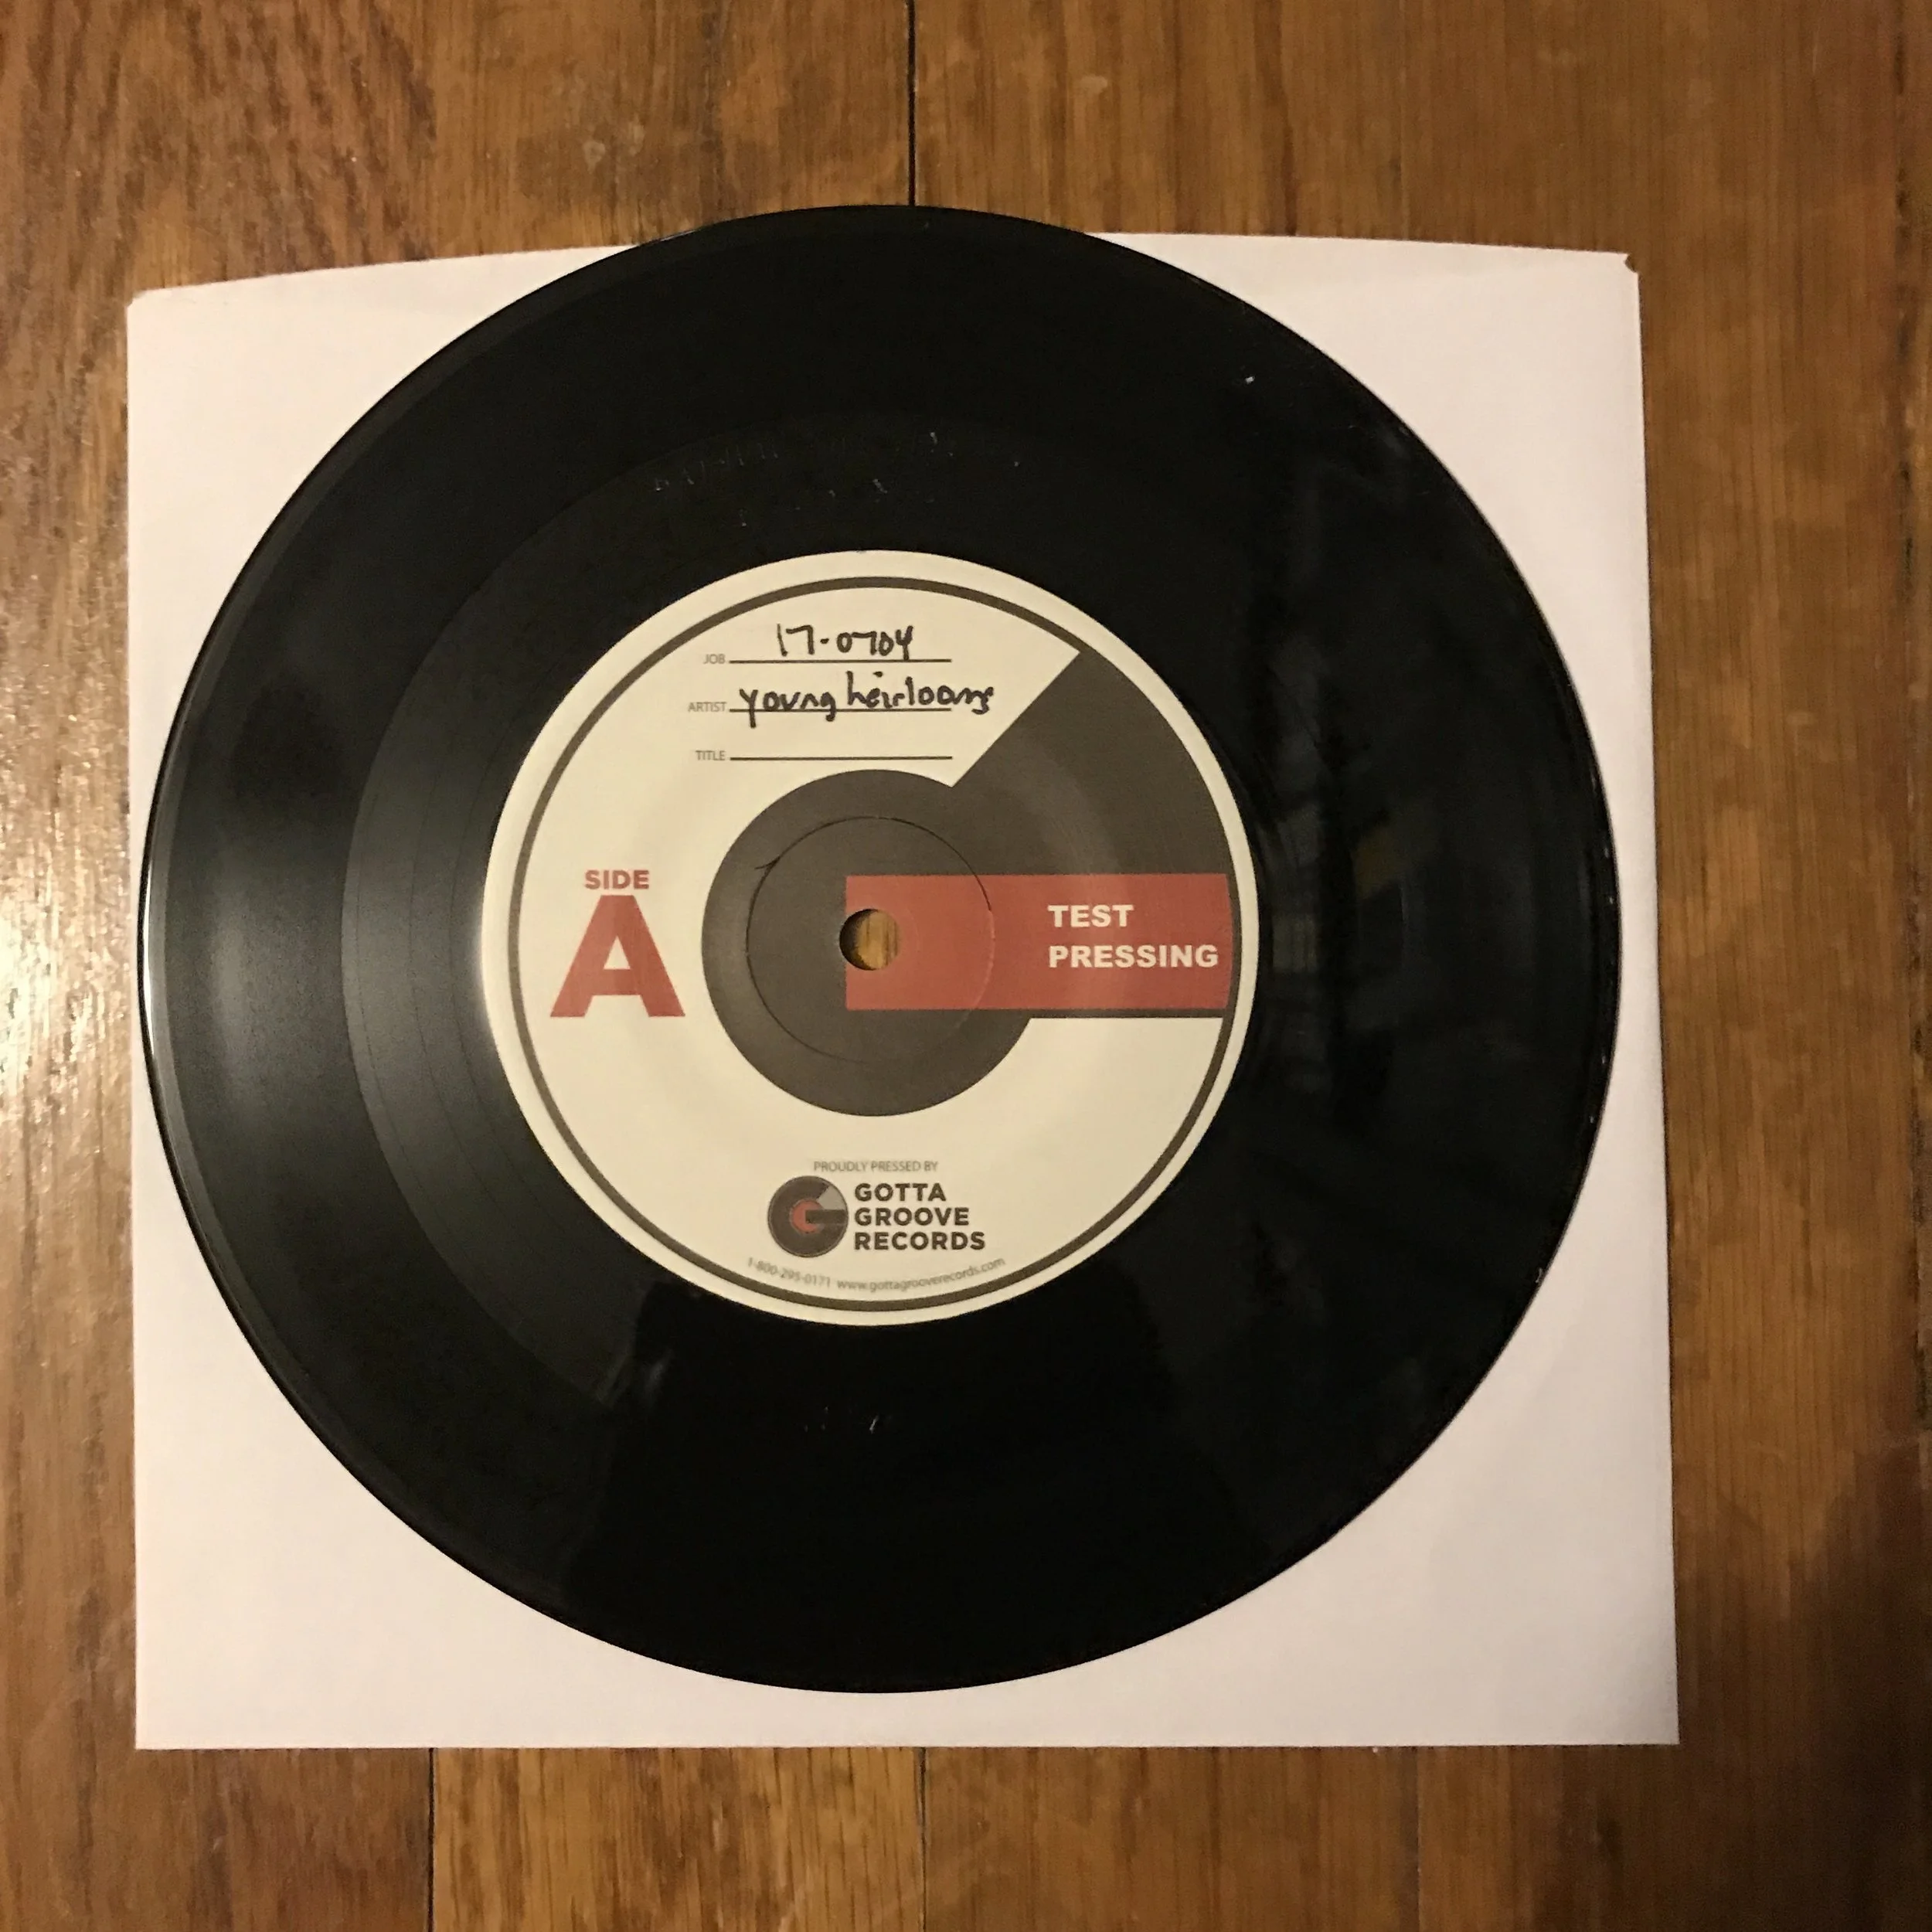 JOB 17-0704
ARTIST young heirlooms
TITLE
SIDE
A
TEST
PRESSING
PROUDLY PRESSED BY
GOTTA
GROOVE
RECORDS
1-800-295-0171 www.gottagrooverecords.com